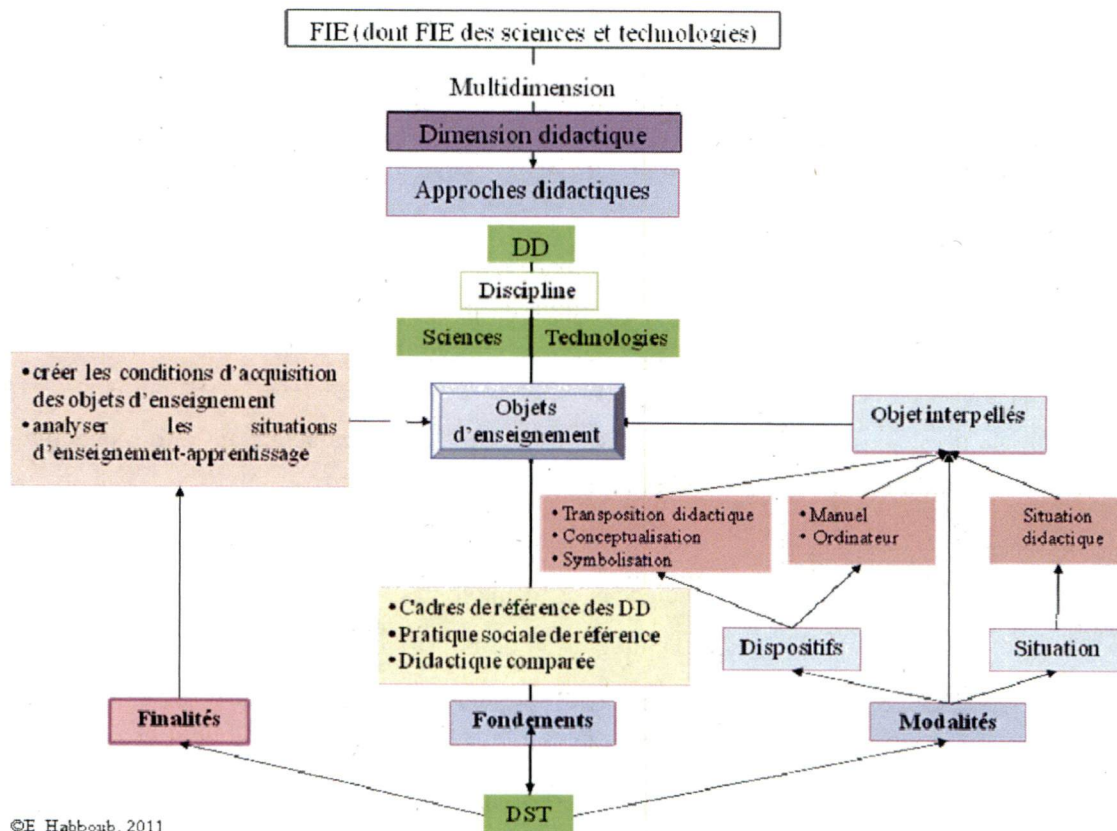 FIE (dont FIE des sciences et technologies)
Multidimension
Dimension didactique
Approches didactiques
DD
Discipline
Sciences
Technologies
• créer les conditions d'acquisition
des objets d'enseignement
• analyser les situations
d'enseignement-apprentissage
Objets
d'enseignement
Objet interpellés
• Transposition didactique
• Conceptualisation
• Symbolisation
• Manuel
• Ordinateur
Situation
didactique
• Cadres de référence des DD
• Pratique sociale de référence
• Didactique comparée
Dispositifs
Situation
Finalités
Fondements
Modalités
DST
©E. Habboub, 2011